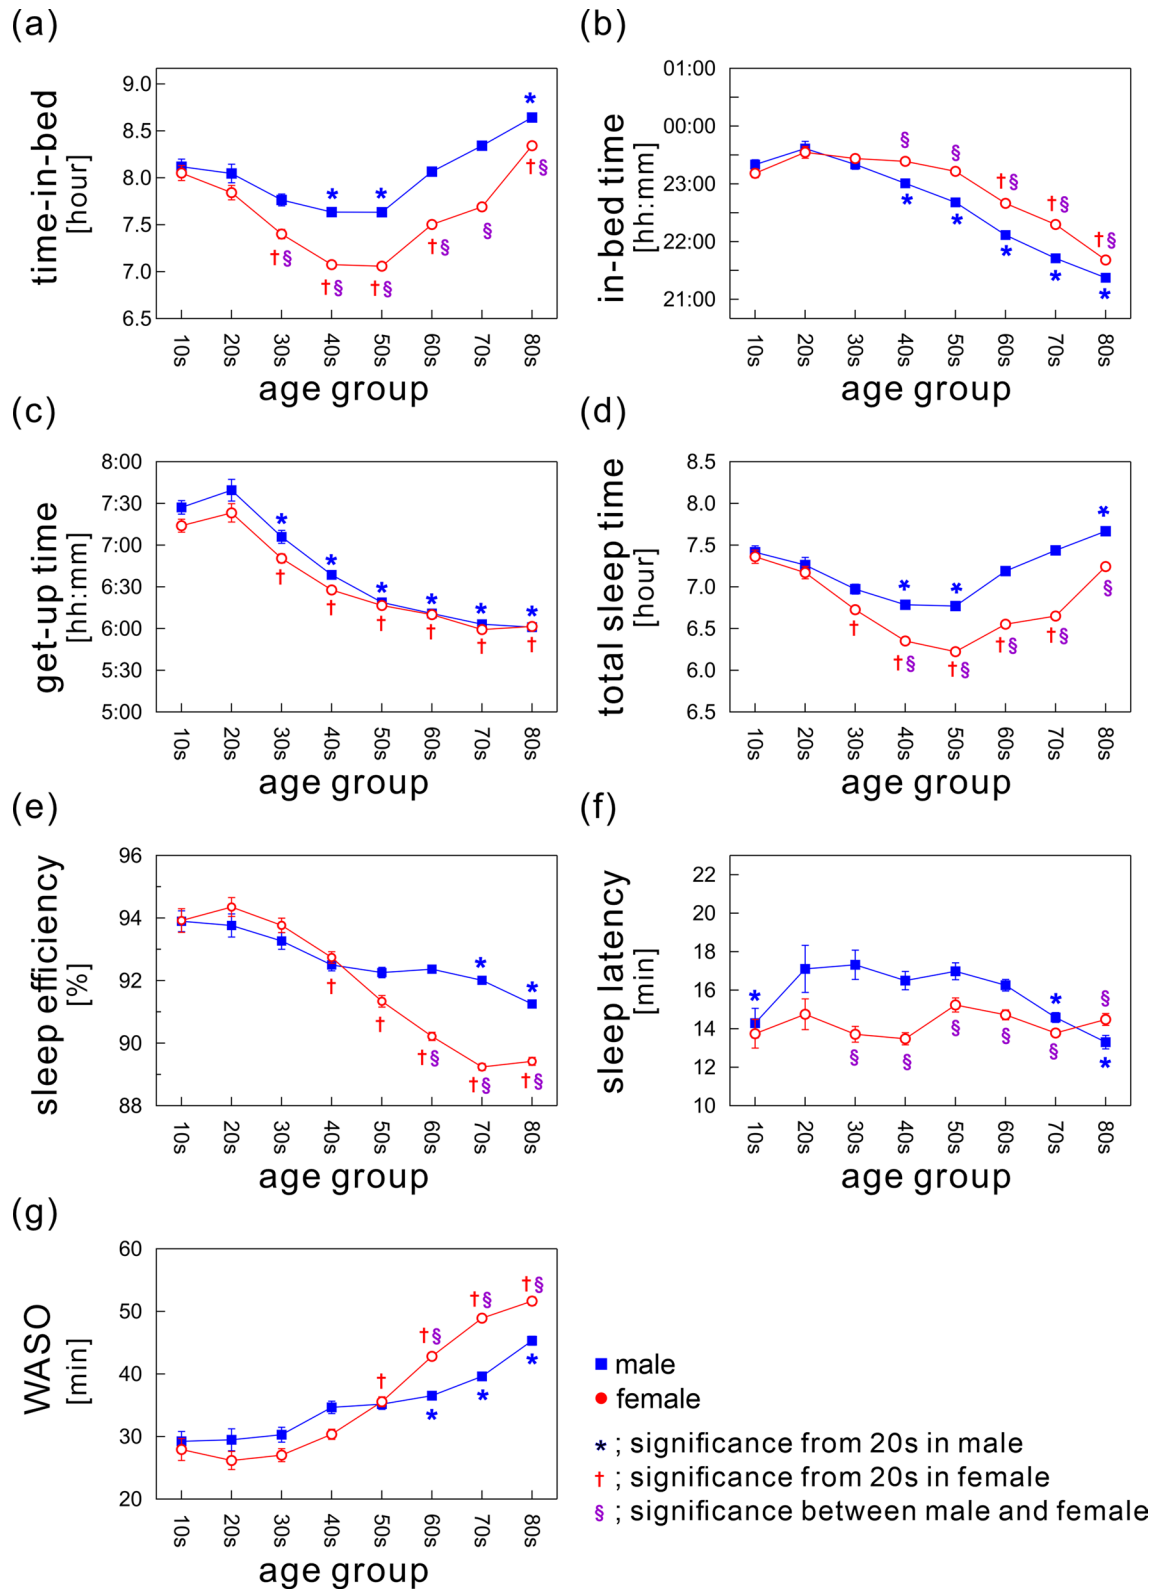 (a)
time-in-bed
[hour]
9.0
8.5
8.0
7.5
7.0
6.5
* * *
†§ †§ †§ †§ § †§
10s 20s 30s 40s 50s 60s 70s 80s
age group
(b)
in-bed time
[hh:mm]
01:00
00:00
23:00
22:00
21:00
§ § †§ †§ †§
* * * * *
10s 20s 30s 40s 50s 60s 70s 80s
age group
(c)
get-up time
[hh:mm]
8:00
7:30
7:00
6:30
6:00
5:30
5:00
* * * * * *
† † † † † †
10s 20s 30s 40s 50s 60s 70s 80s
age group
(d)
total sleep time
[hour]
8.5
8.0
7.5
7.0
6.5
6.0
6.5
* * *
† †§ †§ †§ †§ §
10s 20s 30s 40s 50s 60s 70s 80s
age group
(e)
sleep efficiency
[%]
96
94
92
90
88
* *
† † †§ †§ †§
10s 20s 30s 40s 50s 60s 70s 80s
age group
(f)
sleep latency
[min]
22
20
18
16
14
12
10
* * §
§ § § § § *
10s 20s 30s 40s 50s 60s 70s 80s
age group
(g)
WASO
[min]
60
50
40
30
20
† †§ †§ †§
* * *
10s 20s 30s 40s 50s 60s 70s 80s
age group
male
female
* ; significance from 20s in male
† ; significance from 20s in female
§ ; significance between male and female